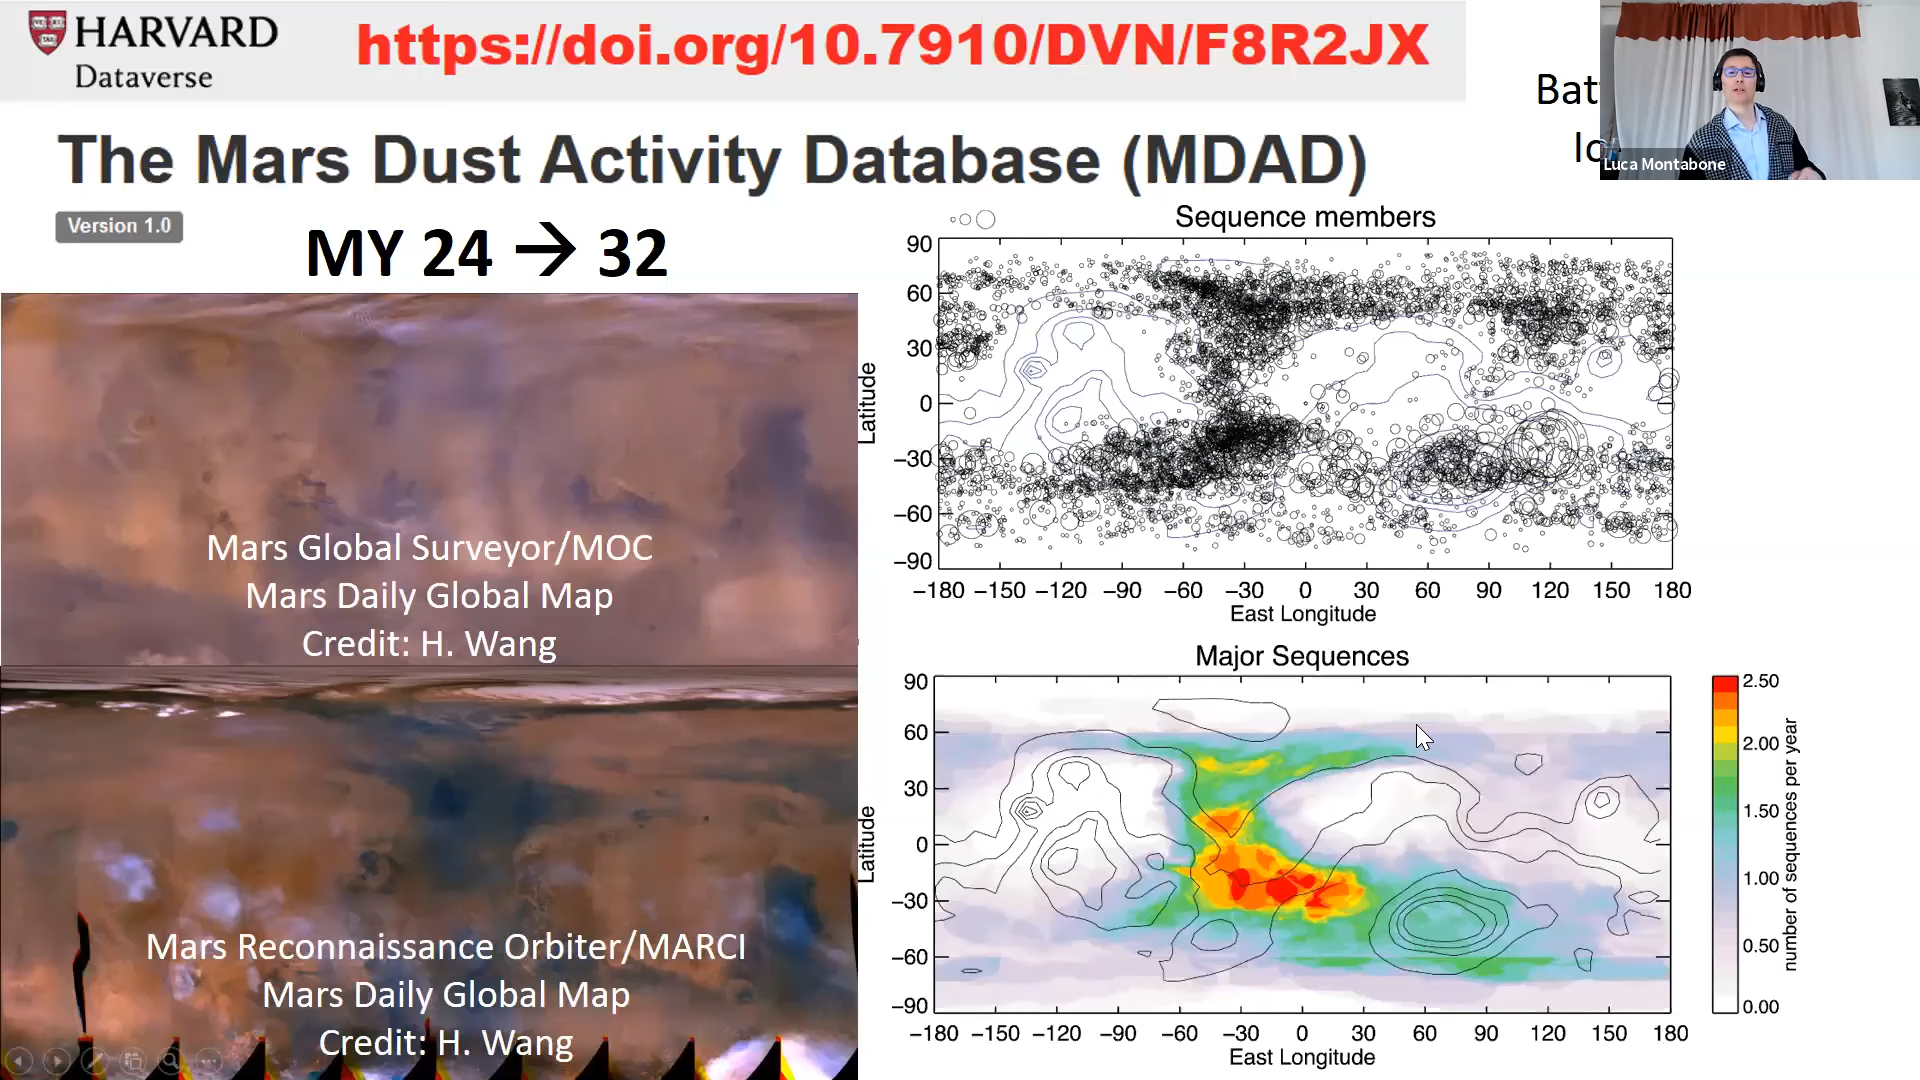 HARVARD
Dataverse
https://doi.org/10.7910/DVN/F8R2JX
Luca Montabone
The Mars Dust Activity Database (MDAD)
Version 1.0
MY 24 → 32
Mars Global Surveyor/MOC
Mars Daily Global Map
Credit: H. Wang
Mars Reconnaissance Orbiter/MARCI
Mars Daily Global Map
Credit: H. Wang
Sequence members
90
60
30
0
−30
−60
−90
Latitude
−180 −150 −120 −90 −60 −30 0 30 60 90 120 150 180
East Longitude
Major Sequences
90
60
30
0
−30
−60
−90
Latitude
−180 −150 −120 −90 −60 −30 0 30 60 90 120 150 180
East Longitude
2.50
2.00
1.50
1.00
0.50
0.00
number of sequences per year